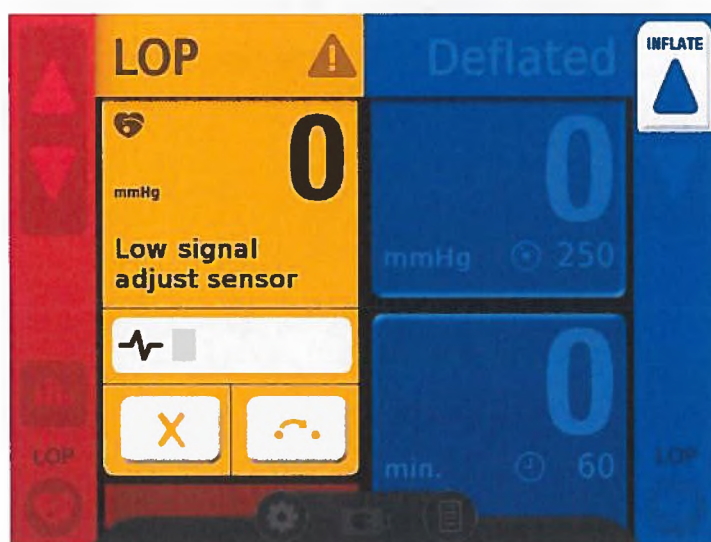 LOP
Deflated
INFLATE
0
mmHg
Low signal
adjust sensor
0
mmHg 250
X
0
min. 60
LOP
LOP